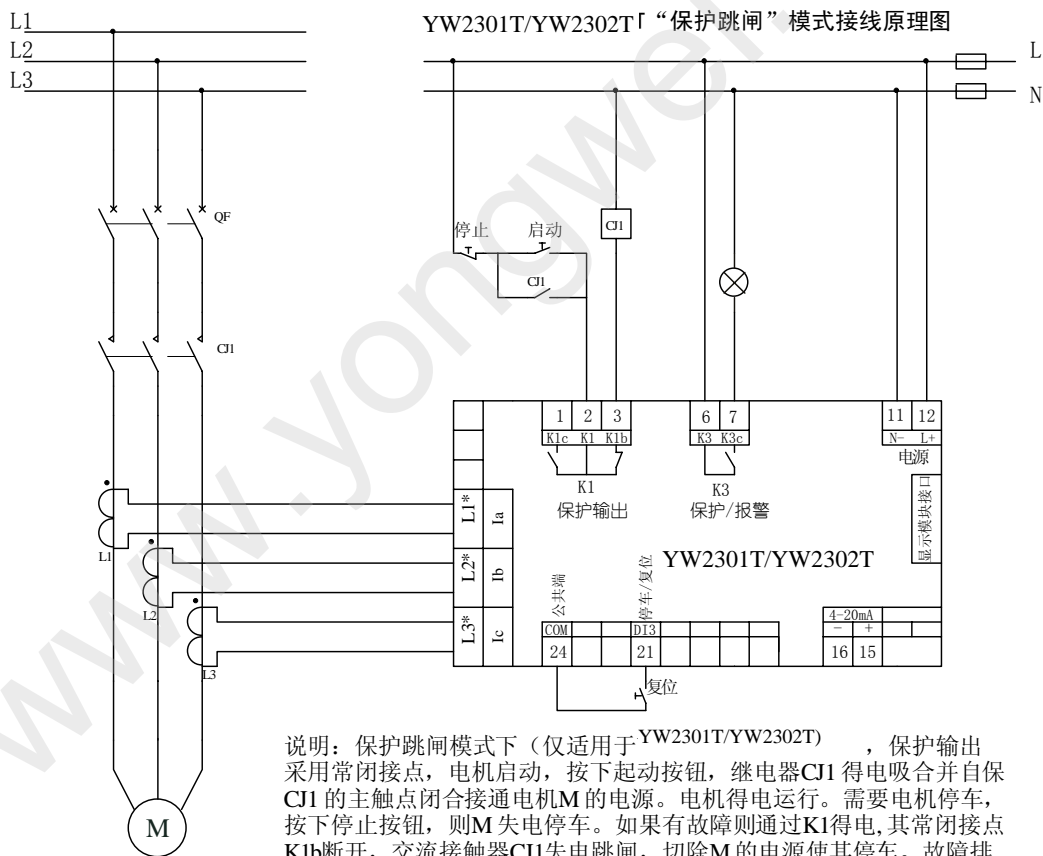 YW2301T/YW2302T「“保护跳闸”模式接线原理图
L1
L2
L3
L
N
QF
CJ1
停止
启动
CJ1
CJ1
1 2 3
K1c K1 K1b
6 7
K3 K3c
11 12
N- L+
电源
K1
保护输出
K3
保护/报警
显示模块接口
L1*
Ia
L2*
Ib
L3*
Ic
L1
L2
L3
YW2301T/YW2302T
公共端
停车/复位
COM
DI3
24
21
4-20mA
- +
16 15
复位
M
说明：保护跳闸模式下（仅适用于YW2301T/YW2302T) ，保护输出
采用常闭接点，电机启动，按下起动按钮，继电器CJ1 得电吸合并自保
CJ1 的主触点闭合接通电机M 的电源。电机得电运行。需要电机停车，
按下停止按钮，则M 失电停车。如果有故障则通过K1得电,其常闭接点
K1b断开，交流接触器CJ1失电跳闸，切除M 的电源使其停车。故障排
www.yongwei.